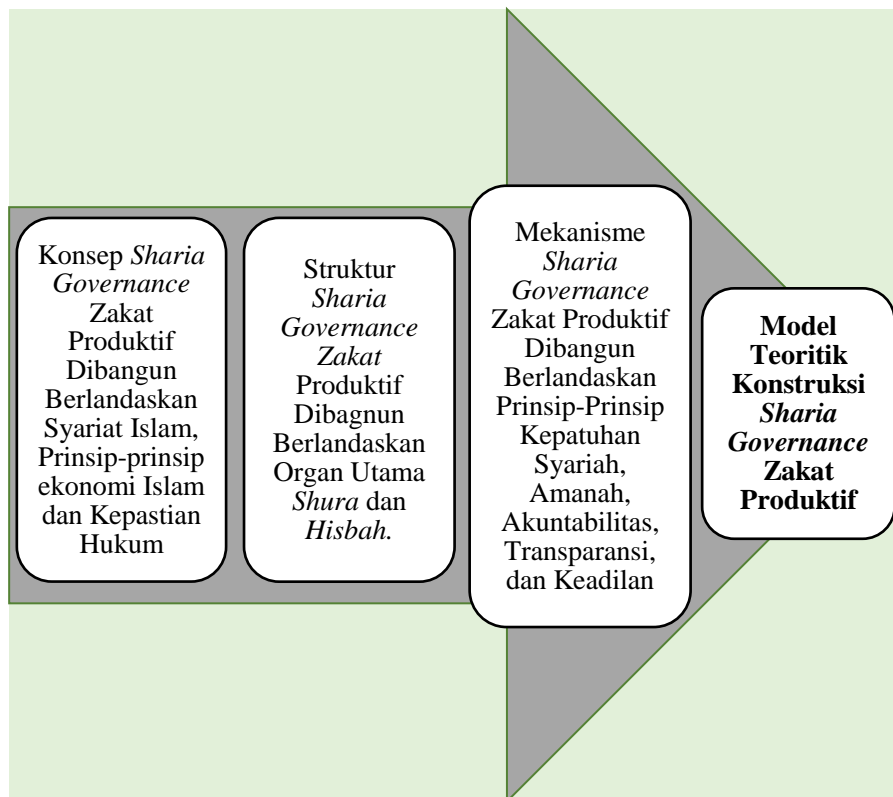 Konsep Sharia
Governance
Zakat
Produktif
Dibangun
Berlandaskan
Syariat Islam,
Prinsip-prinsip
ekonomi Islam
dan Kepastian
Hukum
Struktur
Sharia
Governance
Zakat
Produktif
Dibagnun
Berlandaskan
Organ Utama
Shura dan
Hisbah.
Mekanisme
Sharia
Governance
Zakat Produktif
Dibangun
Berlandaskan
Prinsip-Prinsip
Kepatuhan
Syariah,
Amanah,
Akuntabilitas,
Transparansi,
dan Keadilan
Model
Teoritik
Konstruksi
Sharia
Governance
Zakat
Produktif